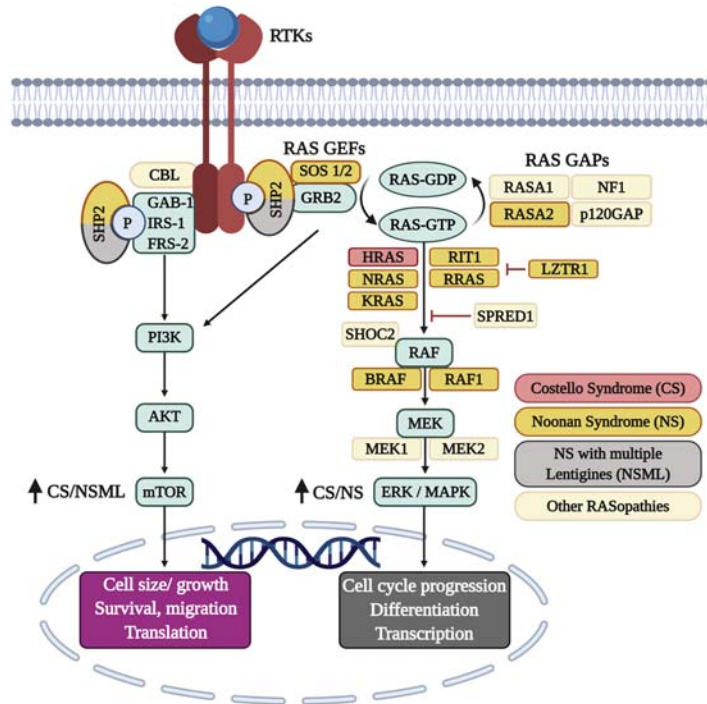 RTKs
RAS GEFs
CBL
SOS 1/2
GRB2
SHP2
P
GAB-1
IRS-1
FRS-2
P
SHP2
RAS-GDP
RAS-GTP
RAS GAPs
RASA1
NF1
RASA2
p120GAP
HRAS
RIT1
NRAS
RRAS
KRAS
LZTR1
SPRED1
SHOC2
RAF
BRAF
RAF1
PI3K
AKT
MEK
MEK1
MEK2
CS/NSML
mTOR
CS/NS
ERK / MAPK
Costello Syndrome (CS)
Noonan Syndrome (NS)
NS with multiple
Lentigines (NSML)
Other RASopathies
Cell size/ growth
Survival, migration
Translation
Cell cycle progression
Differentiation
Transcription